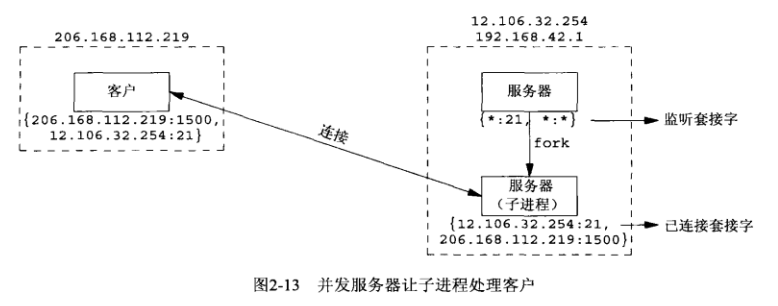 206.168.112.219
12.106.32.254
192.168.42.1
客户
{206.168.112.219:1500,
12.106.32.254:21}
连接
服务器
{*:21, *:*}
监听套接字
fork
服务器
（子进程）
{12.106.32.254:21,
206.168.112.219:1500}
已连接套接字
图2-13 并发服务器让子进程处理客户